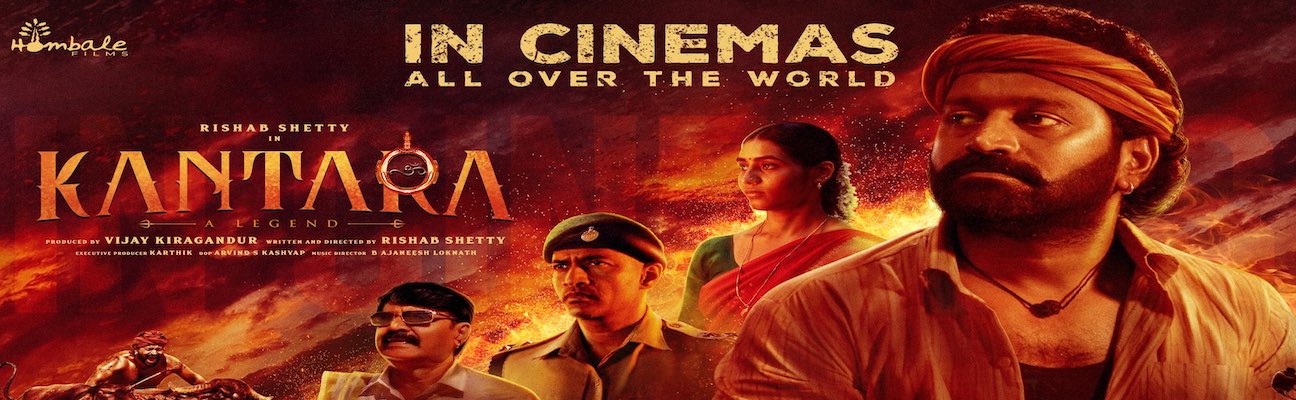 Hombale
FILMS
IN CINEMAS
ALL OVER THE WORLD
RISHAB SHETTY
IN
KANTARA
A LEGEND
PRODUCED BY VIJAY KIRAGANDUR WRITTEN AND DIRECTED BY RISHAB SHETTY
EXECUTIVE PRODUCER KARTHIK DOP ARVIND S KASHYAP MUSIC DIRECTOR B AJANEESH LOKNATH